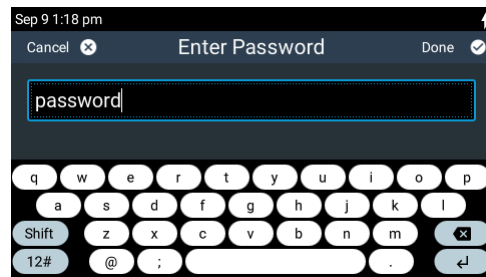 Sep 9 1:18 pm
Cancel Enter Password Done
password
q w e r t y u i o p
a s d f g h j k l
Shift z x c v b n m
12# @ ; .